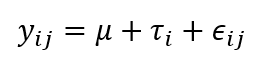 y_{ij} = μ + τ_i + ϵ_{ij}